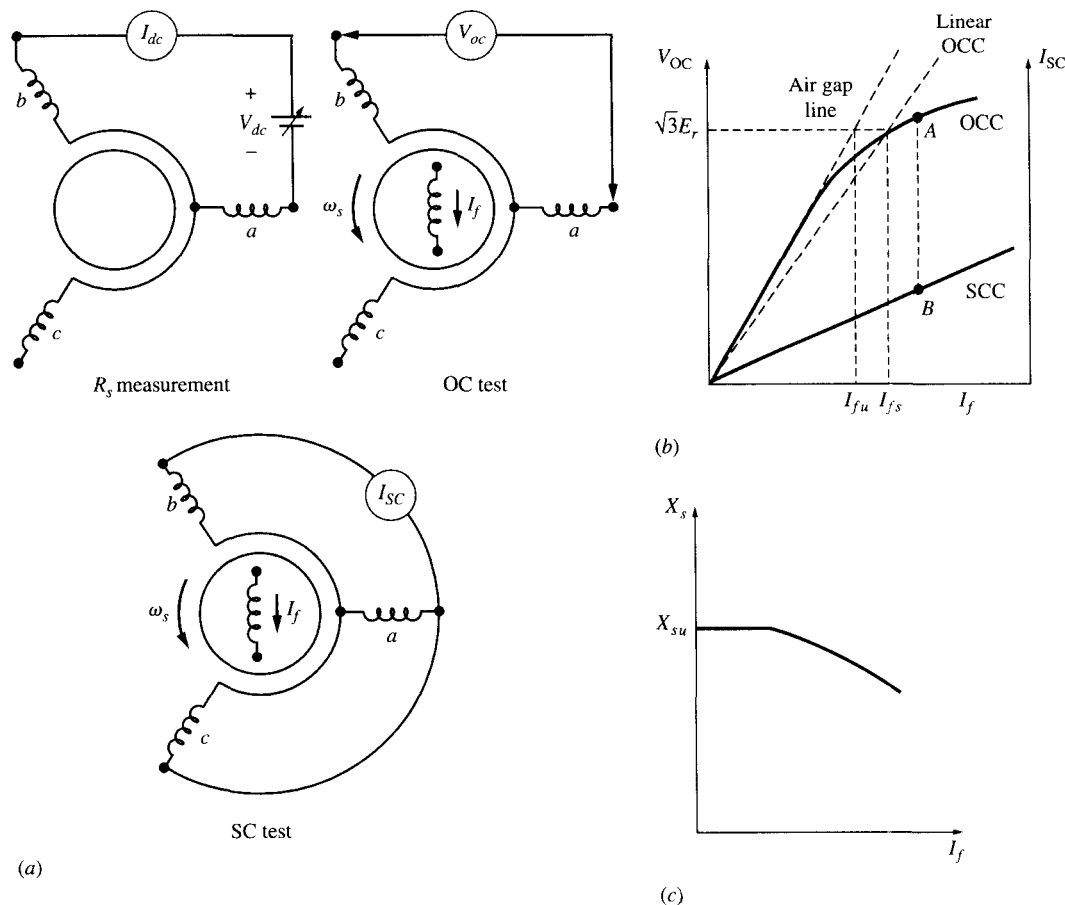 I_dc
b
+
V_dc
−
a
c
R_s measurement
V_oc
b
ω_s
I_f
a
c
OC test
I_SC
b
ω_s
I_f
a
c
SC test
(a)
Linear
OCC
V_OC
I_SC
Air gap
line
√3E_r
A
OCC
B
SCC
I_fu
I_fs
I_f
(b)
X_s
X_su
I_f
(c)